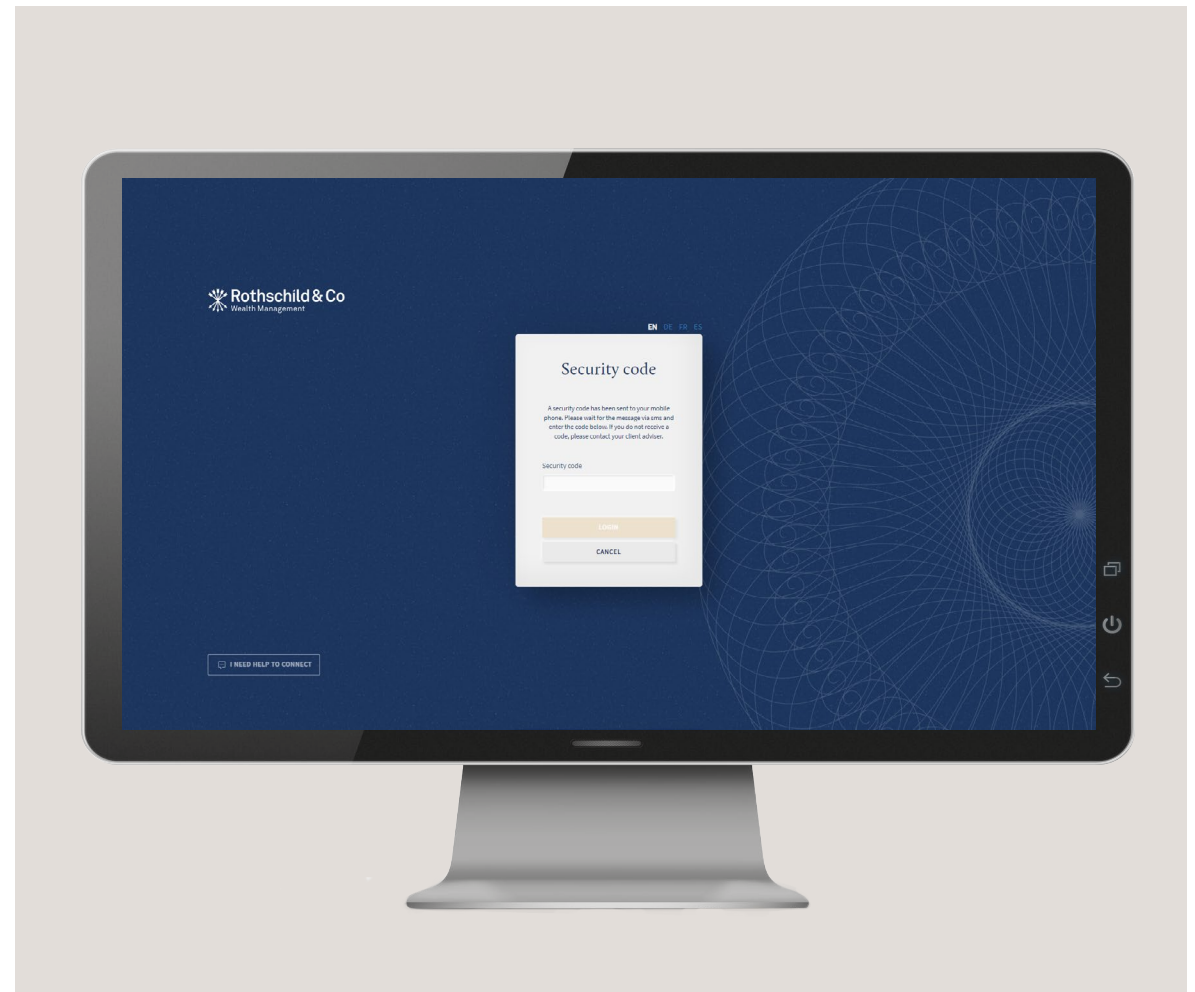 Rothschild & Co
Wealth Management
EN DE FR ES
Security code
A security code has been sent to your mobile
phone. Please wait for the message via sms and
enter the code below. If you do not receive a
code, please contact your client adviser.
Security code
LOGIN
CANCEL
I NEED HELP TO CONNECT